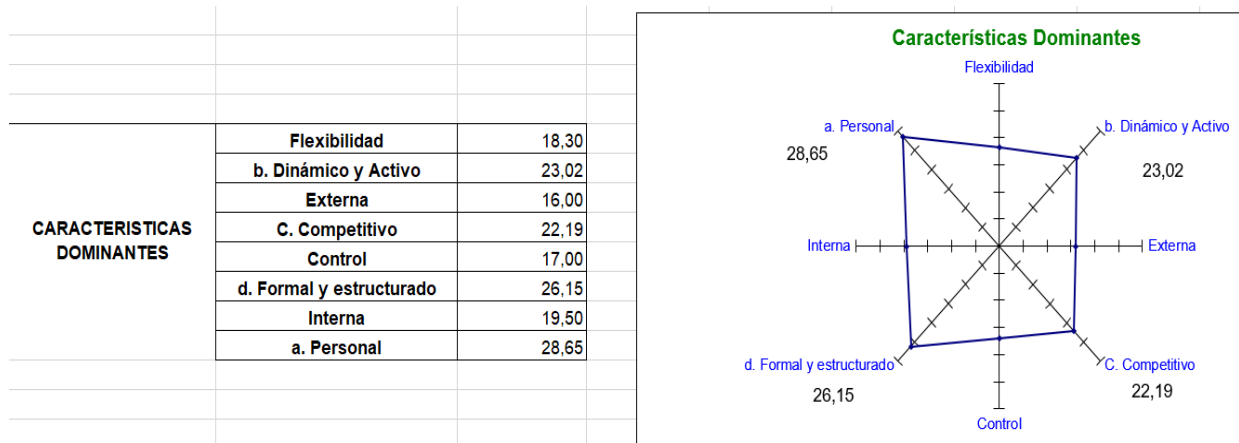 CARACTERISTICAS
DOMINANTES
Flexibilidad 18,30
b. Dinámico y Activo 23,02
Externa 16,00
C. Competitivo 22,19
Control 17,00
d. Formal y estructurado 26,15
Interna 19,50
a. Personal 28,65
Características Dominantes
Flexibilidad
a. Personal
28,65
b. Dinámico y Activo
23,02
Interna
Externa
d. Formal y estructurado
26,15
C. Competitivo
22,19
Control